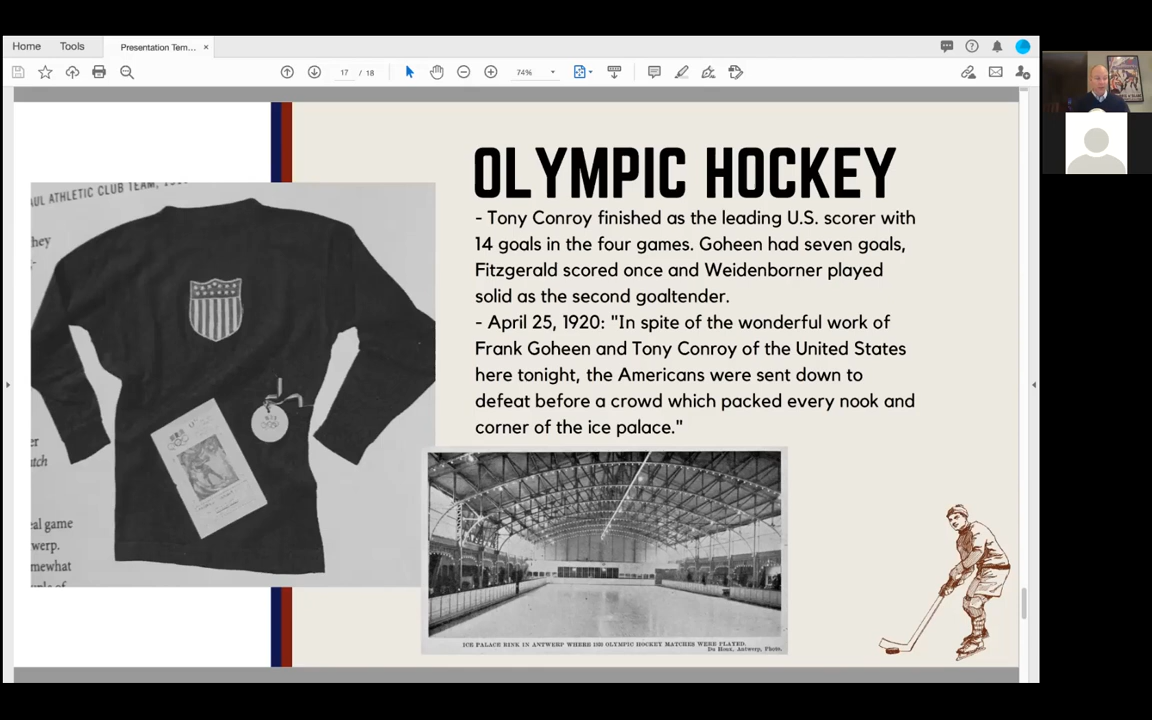 Home
Tools
Presentation Tem...
×
17 / 18
74%
OLYMPIC HOCKEY
- Tony Conroy finished as the leading U.S. scorer with
14 goals in the four games. Goheen had seven goals,
Fitzgerald scored once and Weidenborner played
solid as the second goaltender.
- April 25, 1920: "In spite of the wonderful work of
Frank Goheen and Tony Conroy of the United States
here tonight, the Americans were sent down to
defeat before a crowd which packed every nook and
corner of the ice palace."
AUL ATHLETIC CLUB TEAM,
hey
er
tch
eal game
werp.
mewhat
ICE PALACE RINK IN ANTWERP WHERE 1920 OLYMPIC HOCKEY MATCHES WERE PLAYED.
De Hout, Antwerp, Photo.